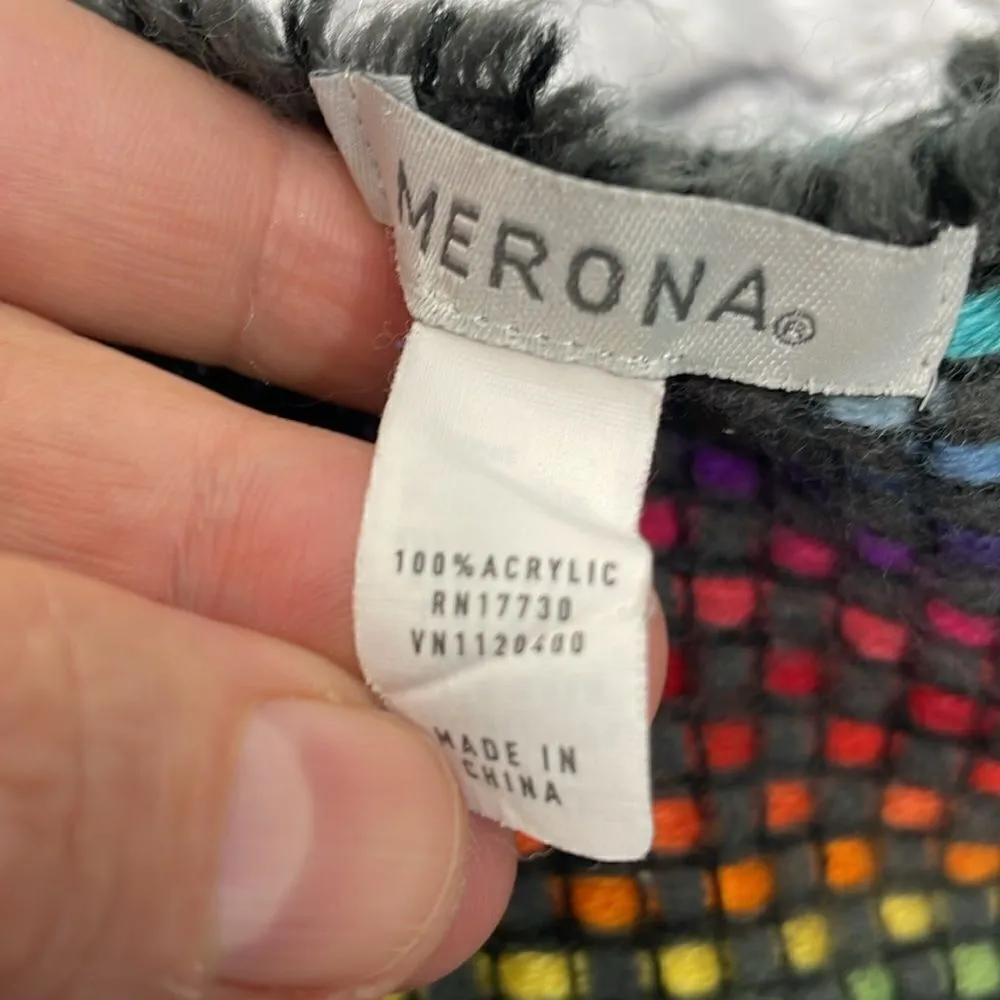 MERONA®
100%ACRYLIC
RN17730
VN1120400
MADE IN
CHINA